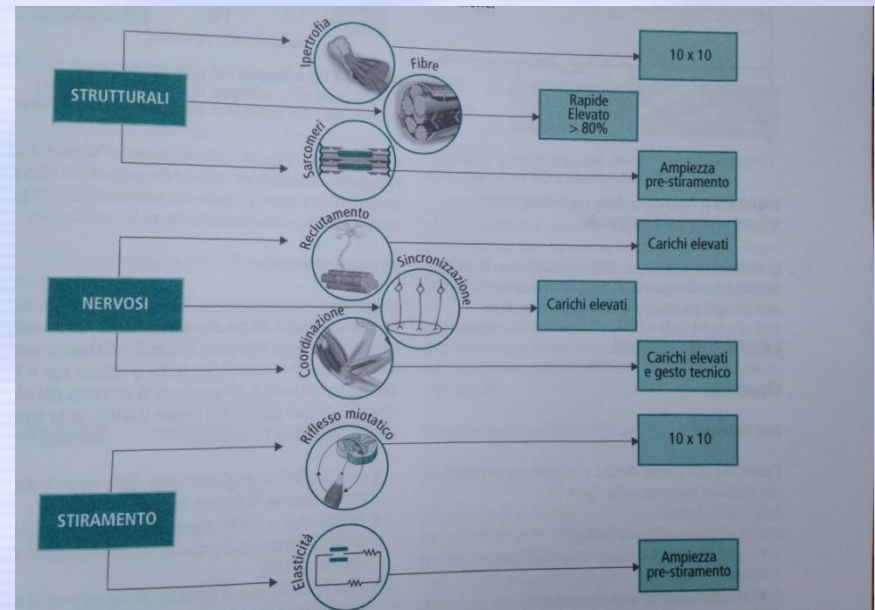 Ipertrofia
10 x 10
Fibre
STRUTTURALI
Rapide
Elevato
> 80%
Sarcomeri
Ampiezza
pre-stiramento
Reclutamento
Carichi elevati
Sincronizzazione
NERVOSI
Carichi elevati
Coordinazione
Carichi elevati
e gesto tecnico
Riflesso miotatico
10 x 10
STIRAMENTO
Elasticità
Ampiezza
pre-stiramento